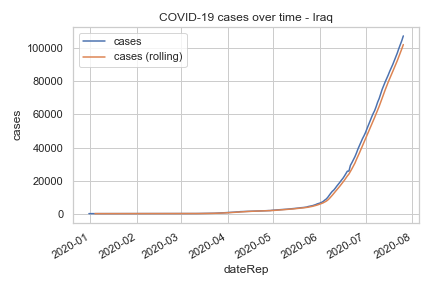 COVID-19 cases over time - Iraq
cases
cases (rolling)
100000
80000
60000
40000
20000
0
cases
2020-01
2020-02
2020-03
2020-04
2020-05
2020-06
2020-07
2020-08
dateRep